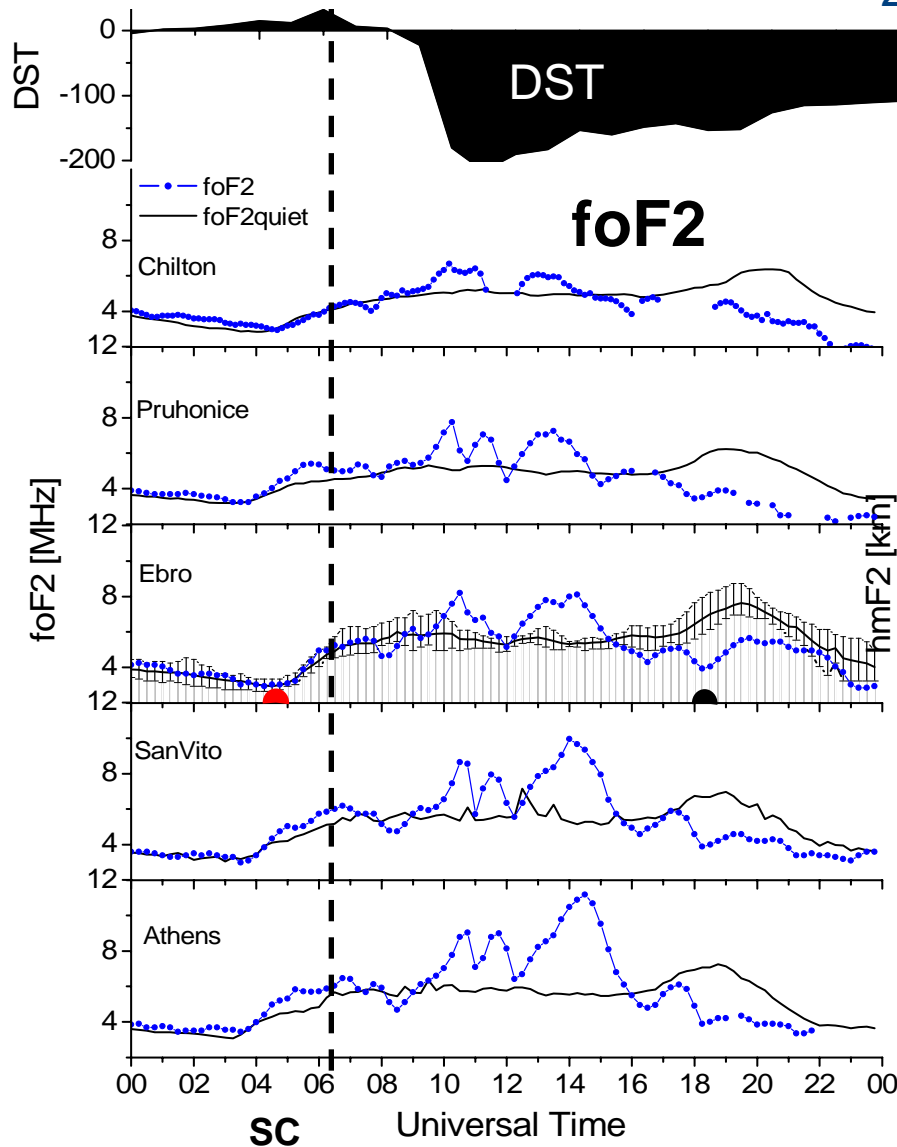 2
0
-100
-200
DST
DST
foF2
foF2quiet
foF2
8
4
12
Chilton
8
4
12
Pruhonice
8
4
12
Ebro
8
4
12
SanVito
8
4
Athens
foF2 [MHz]
hmF2 [km]
00 02 04 06 08 10 12 14 16 18 20 22 00
SC Universal Time